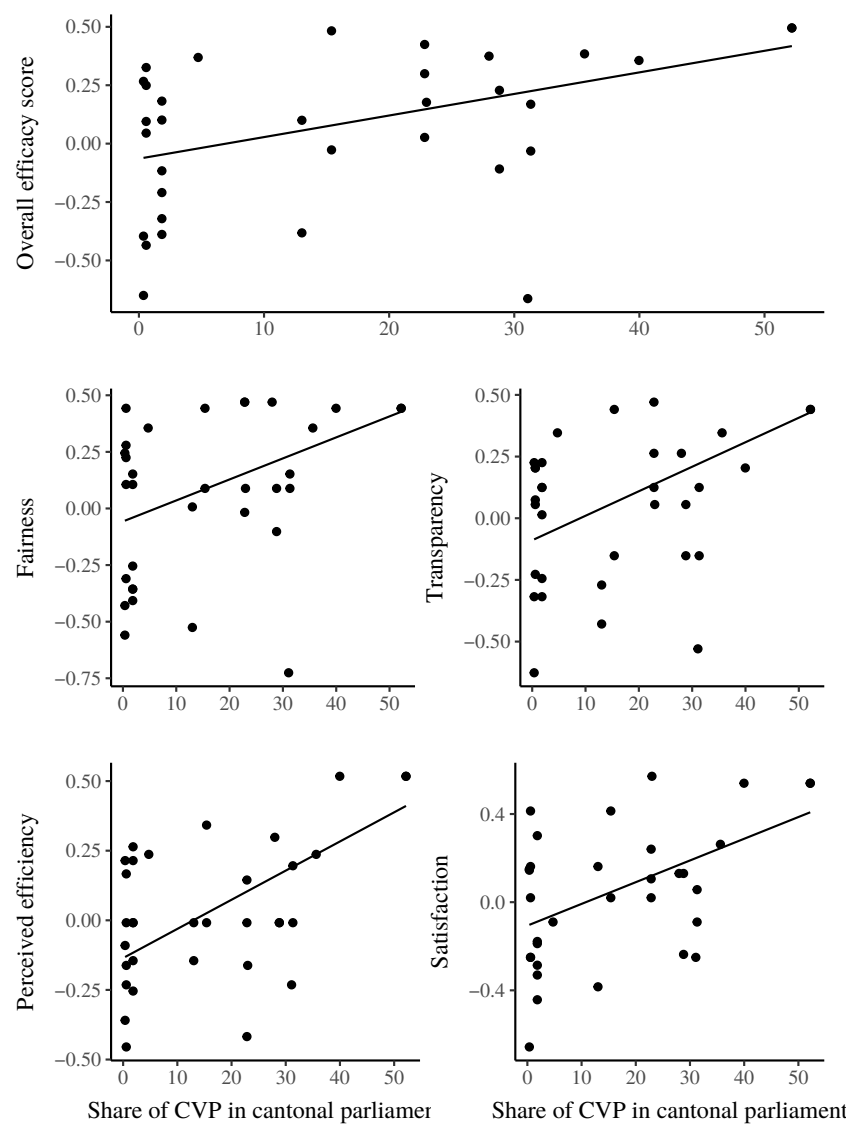 Overall efficacy score
0.50
0.25
0.00
−0.25
−0.50
0 10 20 30 40 50
Fairness
0.50
0.25
0.00
−0.25
−0.50
−0.75
0 10 20 30 40 50
Transparency
0.50
0.25
0.00
−0.25
−0.50
0 10 20 30 40 50
Perceived efficiency
0.50
0.25
0.00
−0.25
−0.50
0 10 20 30 40 50
Share of CVP in cantonal parliamen
Satisfaction
0.4
0.0
−0.4
0 10 20 30 40 50
Share of CVP in cantonal parliament